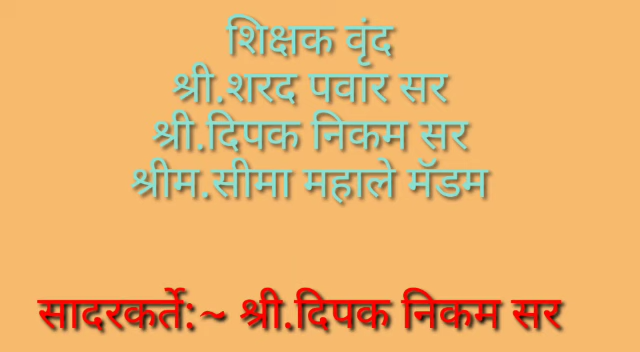 शिक्षक वृंद
श्री.शरद पवार सर
श्री.दिपक निकम सर
श्रीम.सीमा महाले मॅडम
सादरकर्ते:~ श्री.दिपक निकम सर